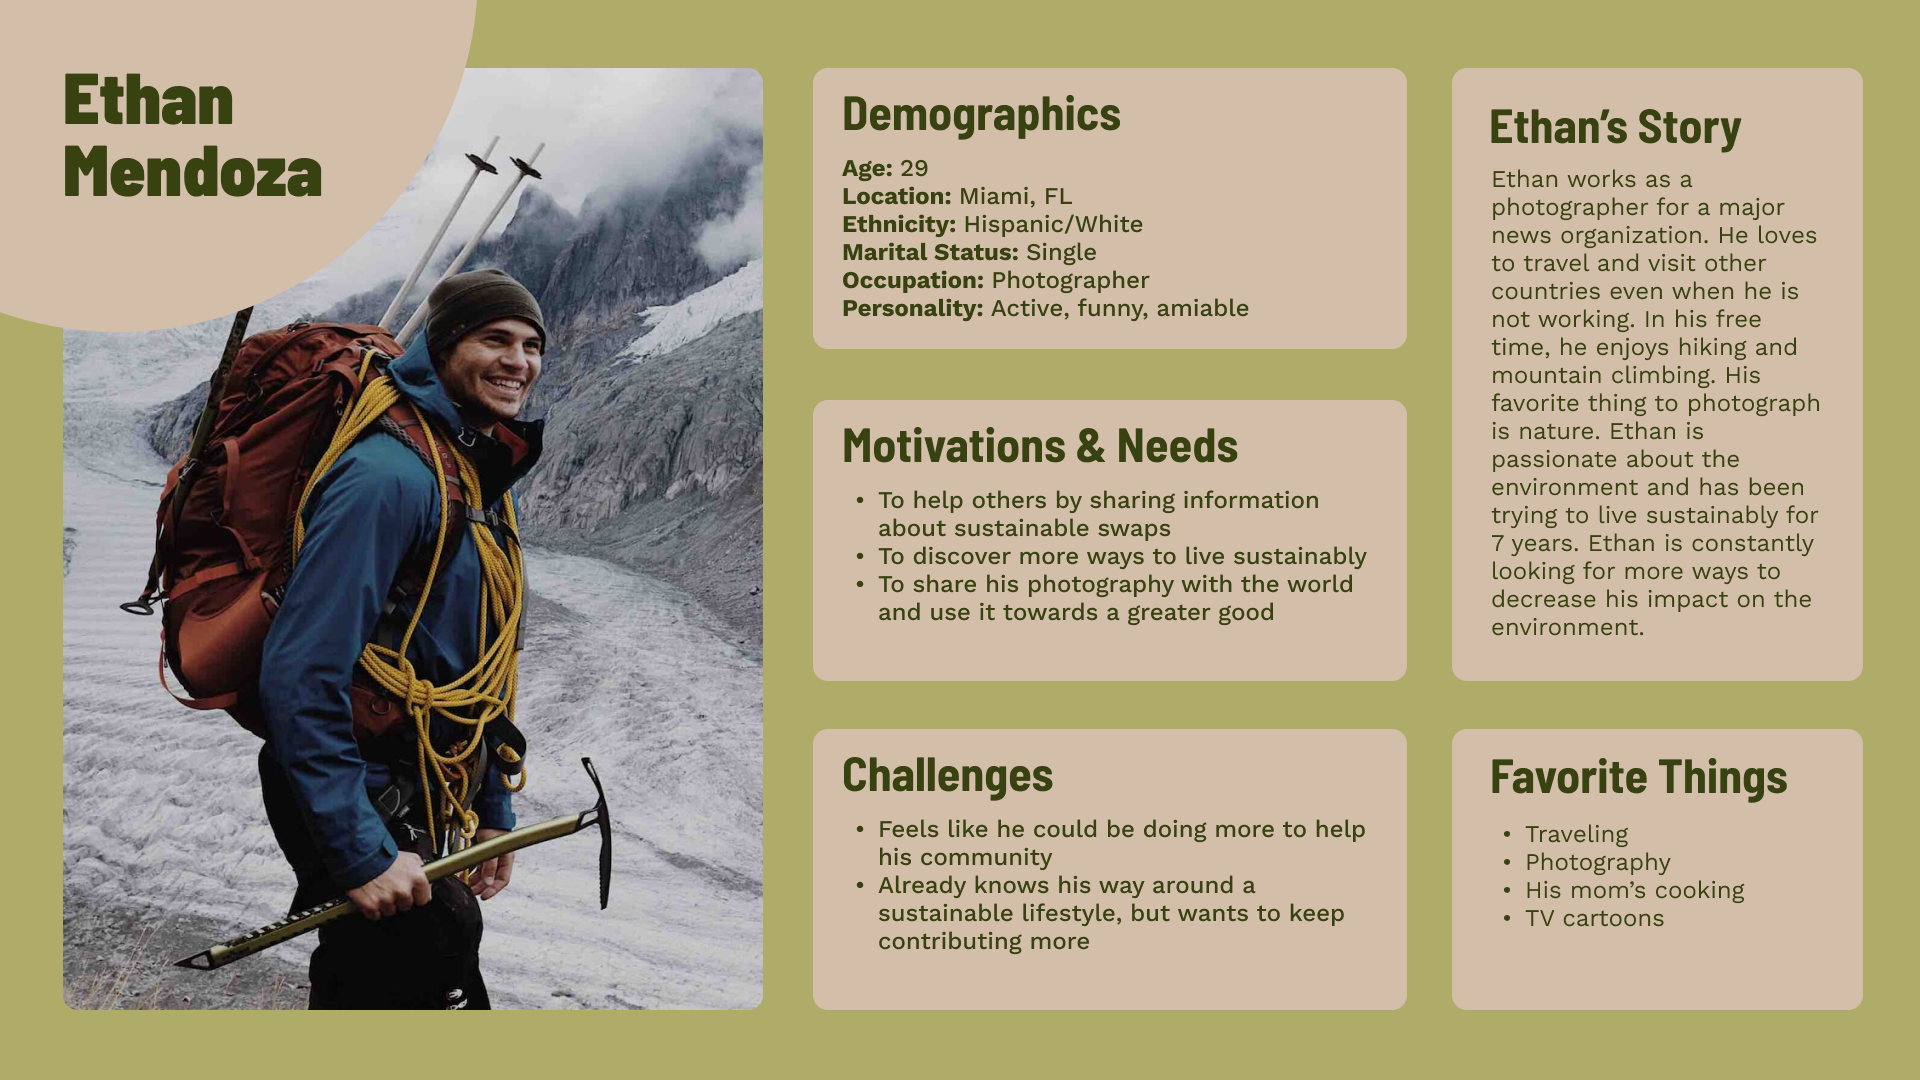 Ethan
Mendoza
Demographics
Age: 29
Location: Miami, FL
Ethnicity: Hispanic/White
Marital Status: Single
Occupation: Photographer
Personality: Active, funny, amiable
Motivations & Needs
• To help others by sharing information
about sustainable swaps
• To discover more ways to live sustainably
• To share his photography with the world
and use it towards a greater good
Challenges
• Feels like he could be doing more to help
his community
• Already knows his way around a
sustainable lifestyle, but wants to keep
contributing more
Ethan’s Story
Ethan works as a
photographer for a major
news organization. He loves
to travel and visit other
countries even when he is
not working. In his free
time, he enjoys hiking and
mountain climbing. His
favorite thing to photograph
is nature. Ethan is
passionate about the
environment and has been
trying to live sustainably for
7 years. Ethan is constantly
looking for more ways to
decrease his impact on the
environment.
Favorite Things
• Traveling
• Photography
• His mom’s cooking
• TV cartoons